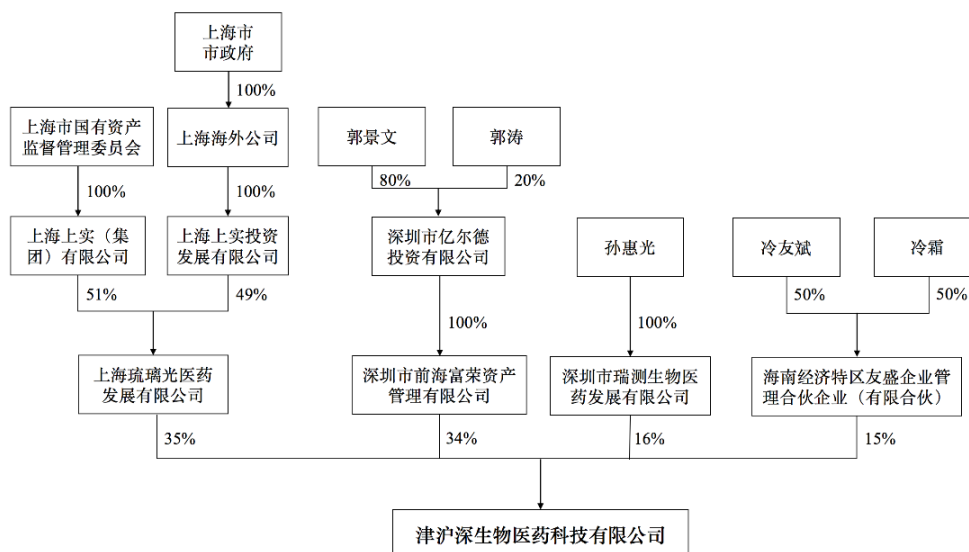 上海市
市政府
100%
上海市国有资产
监督管理委员会
上海海外公司
郭景文
郭涛
80%
20%
100%
100%
上海上实（集
团）有限公司
上海上实投资
发展有限公司
深圳市亿尔德
投资有限公司
孙惠光
冷友斌
冷霜
51%
49%
50%
50%
100%
100%
上海琉璃光医药
发展有限公司
深圳市前海富荣资产
管理有限公司
深圳市瑞测生物医
药发展有限公司
海南经济特区友盛企业管
理合伙企业（有限合伙）
35%
34%
16%
15%
津沪深生物医药科技有限公司